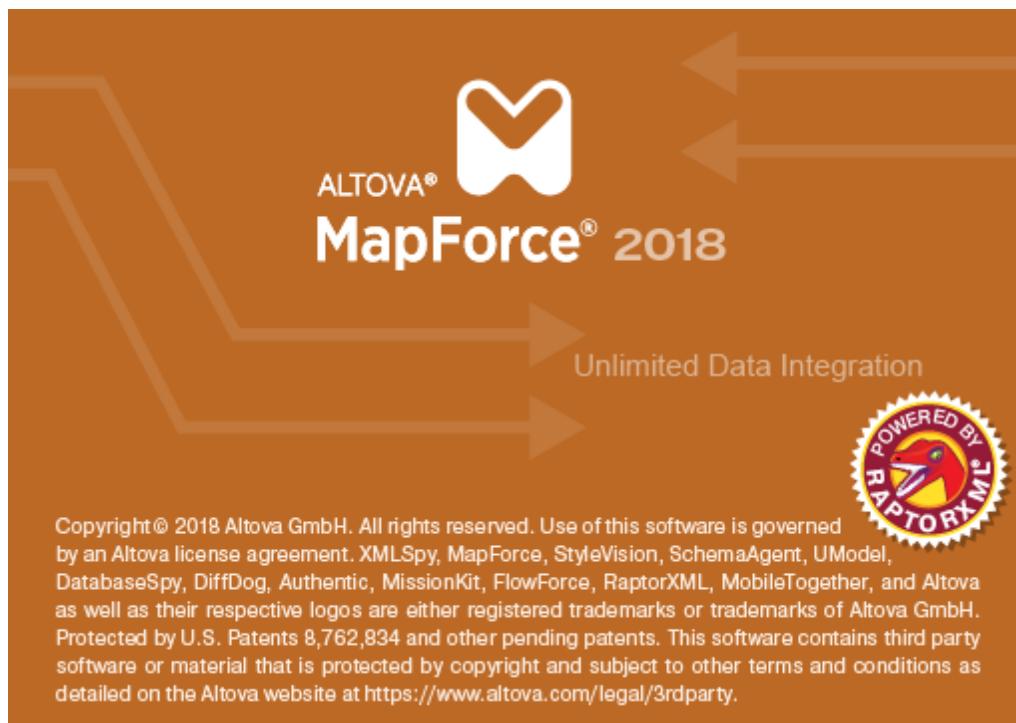 ALTOVA®
MapForce® 2018
Unlimited Data Integration
POWERED BY
RAPTORXML®
Copyright© 2018 Altova GmbH. All rights reserved. Use of this software is governed
by an Altova license agreement. XMLSpy, MapForce, StyleVision, SchemaAgent, UModel,
DatabaseSpy, DiffDog, Authentic, MissionKit, FlowForce, RaptorXML, MobileTogether, and Altova
as well as their respective logos are either registered trademarks or trademarks of Altova GmbH.
Protected by U.S. Patents 8,762,834 and other pending patents. This software contains third party
software or material that is protected by copyright and subject to other terms and conditions as
detailed on the Altova website at https://www.altova.com/legal/3rdparty.